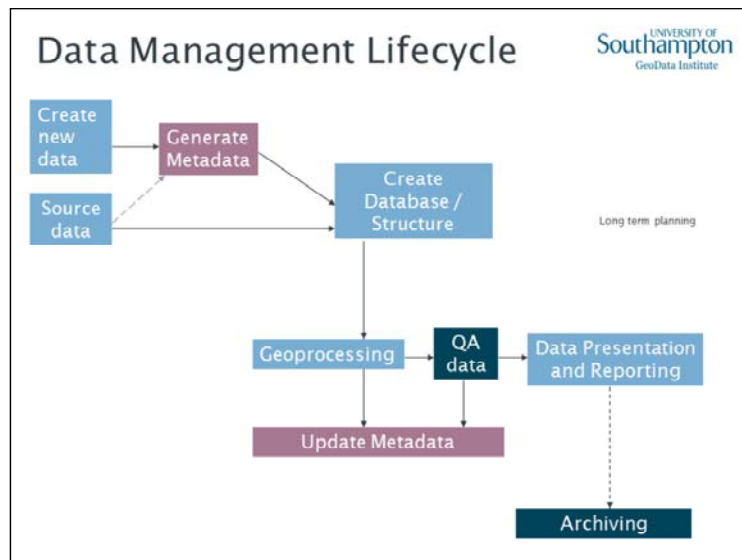 Data Management Lifecycle
UNIVERSITY OF
Southampton
GeoData Institute
Create
new
data
Generate
Metadata
Create
Database /
Structure
Source
data
Long term planning
Geoprocessing
QA
data
Data Presentation
and Reporting
Update Metadata
Archiving